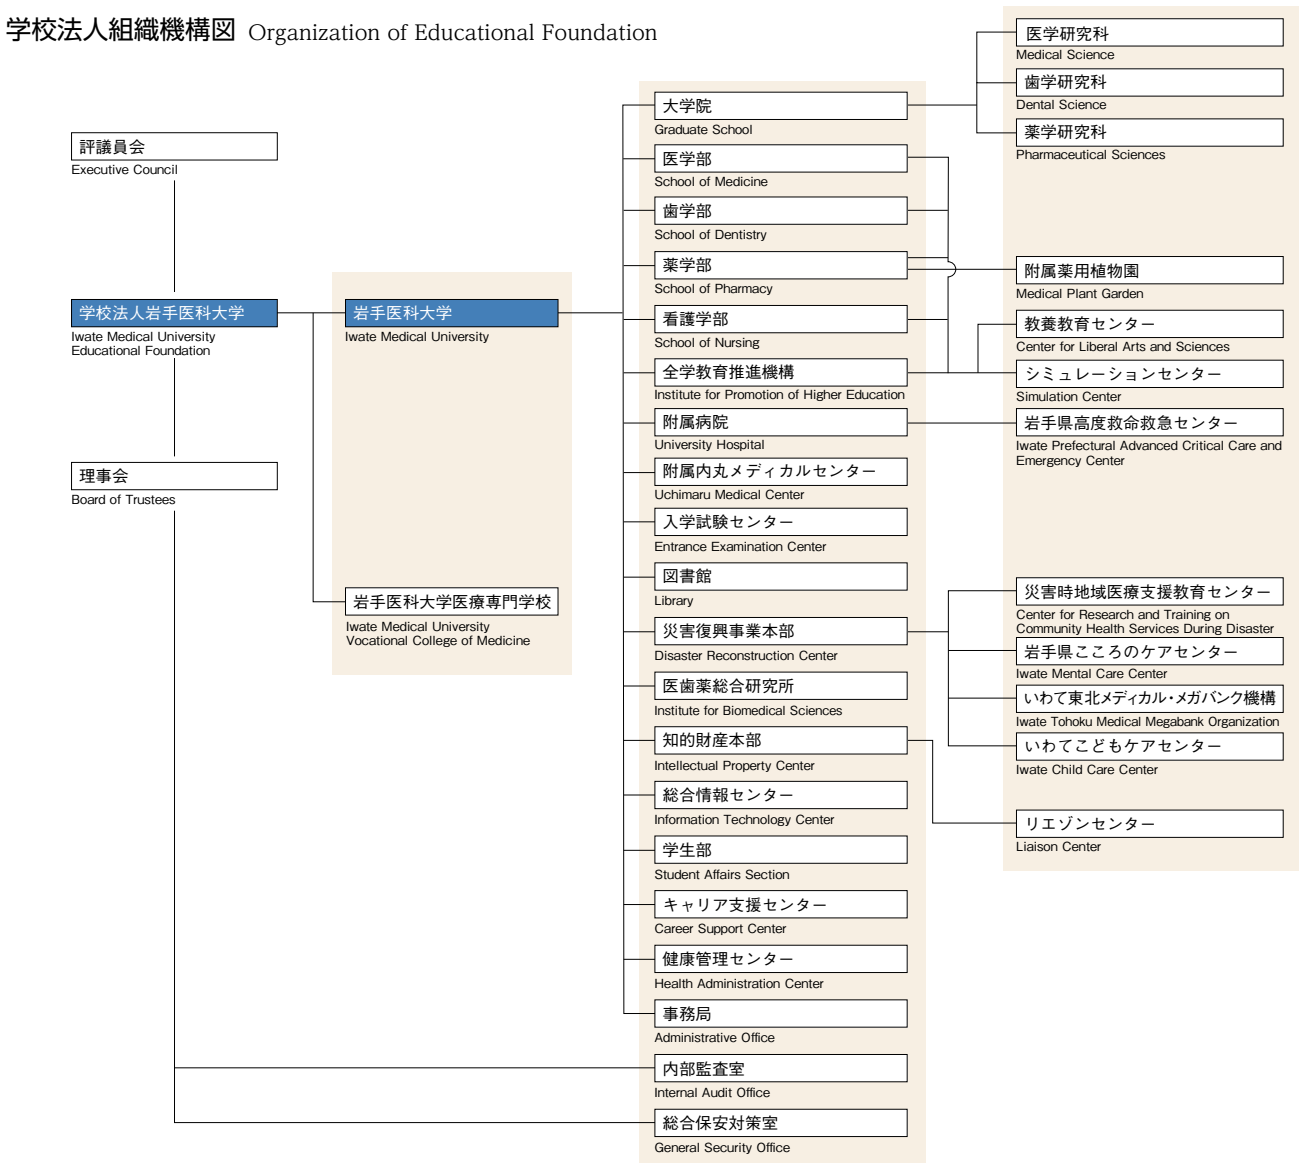 学校法人組織機構図 Organization of Educational Foundation
評議員会
Executive Council
学校法人岩手医科大学
Iwate Medical University
Educational Foundation
理事会
Board of Trustees
岩手医科大学
Iwate Medical University
岩手医科大学医療専門学校
Iwate Medical University
Vocational College of Medicine
大学院
Graduate School
医学部
School of Medicine
歯学部
School of Dentistry
薬学部
School of Pharmacy
看護学部
School of Nursing
全学教育推進機構
Institute for Promotion of Higher Education
附属病院
University Hospital
附属内丸メディカルセンター
Uchimaru Medical Center
入学試験センター
Entrance Examination Center
図書館
Library
災害復興事業本部
Disaster Reconstruction Center
医歯薬総合研究所
Institute for Biomedical Sciences
知的財産本部
Intellectual Property Center
総合情報センター
Information Technology Center
学生部
Student Affairs Section
キャリア支援センター
Career Support Center
健康管理センター
Health Administration Center
事務局
Administrative Office
内部監査室
Internal Audit Office
総合保安対策室
General Security Office
医学研究科
Medical Science
歯学研究科
Dental Science
薬学研究科
Pharmaceutical Sciences
附属薬用植物園
Medical Plant Garden
教養教育センター
Center for Liberal Arts and Sciences
シミュレーションセンター
Simulation Center
岩手県高度救命救急センター
Iwate Prefectural Advanced Critical Care and
Emergency Center
災害時地域医療支援教育センター
Center for Research and Training on
Community Health Services During Disaster
岩手県こころのケアセンター
Iwate Mental Care Center
いわて東北メディカル・メガバンク機構
Iwate Tohoku Medical Megabank Organization
いわてこどもケアセンター
Iwate Child Care Center
リエゾンセンター
Liaison Center